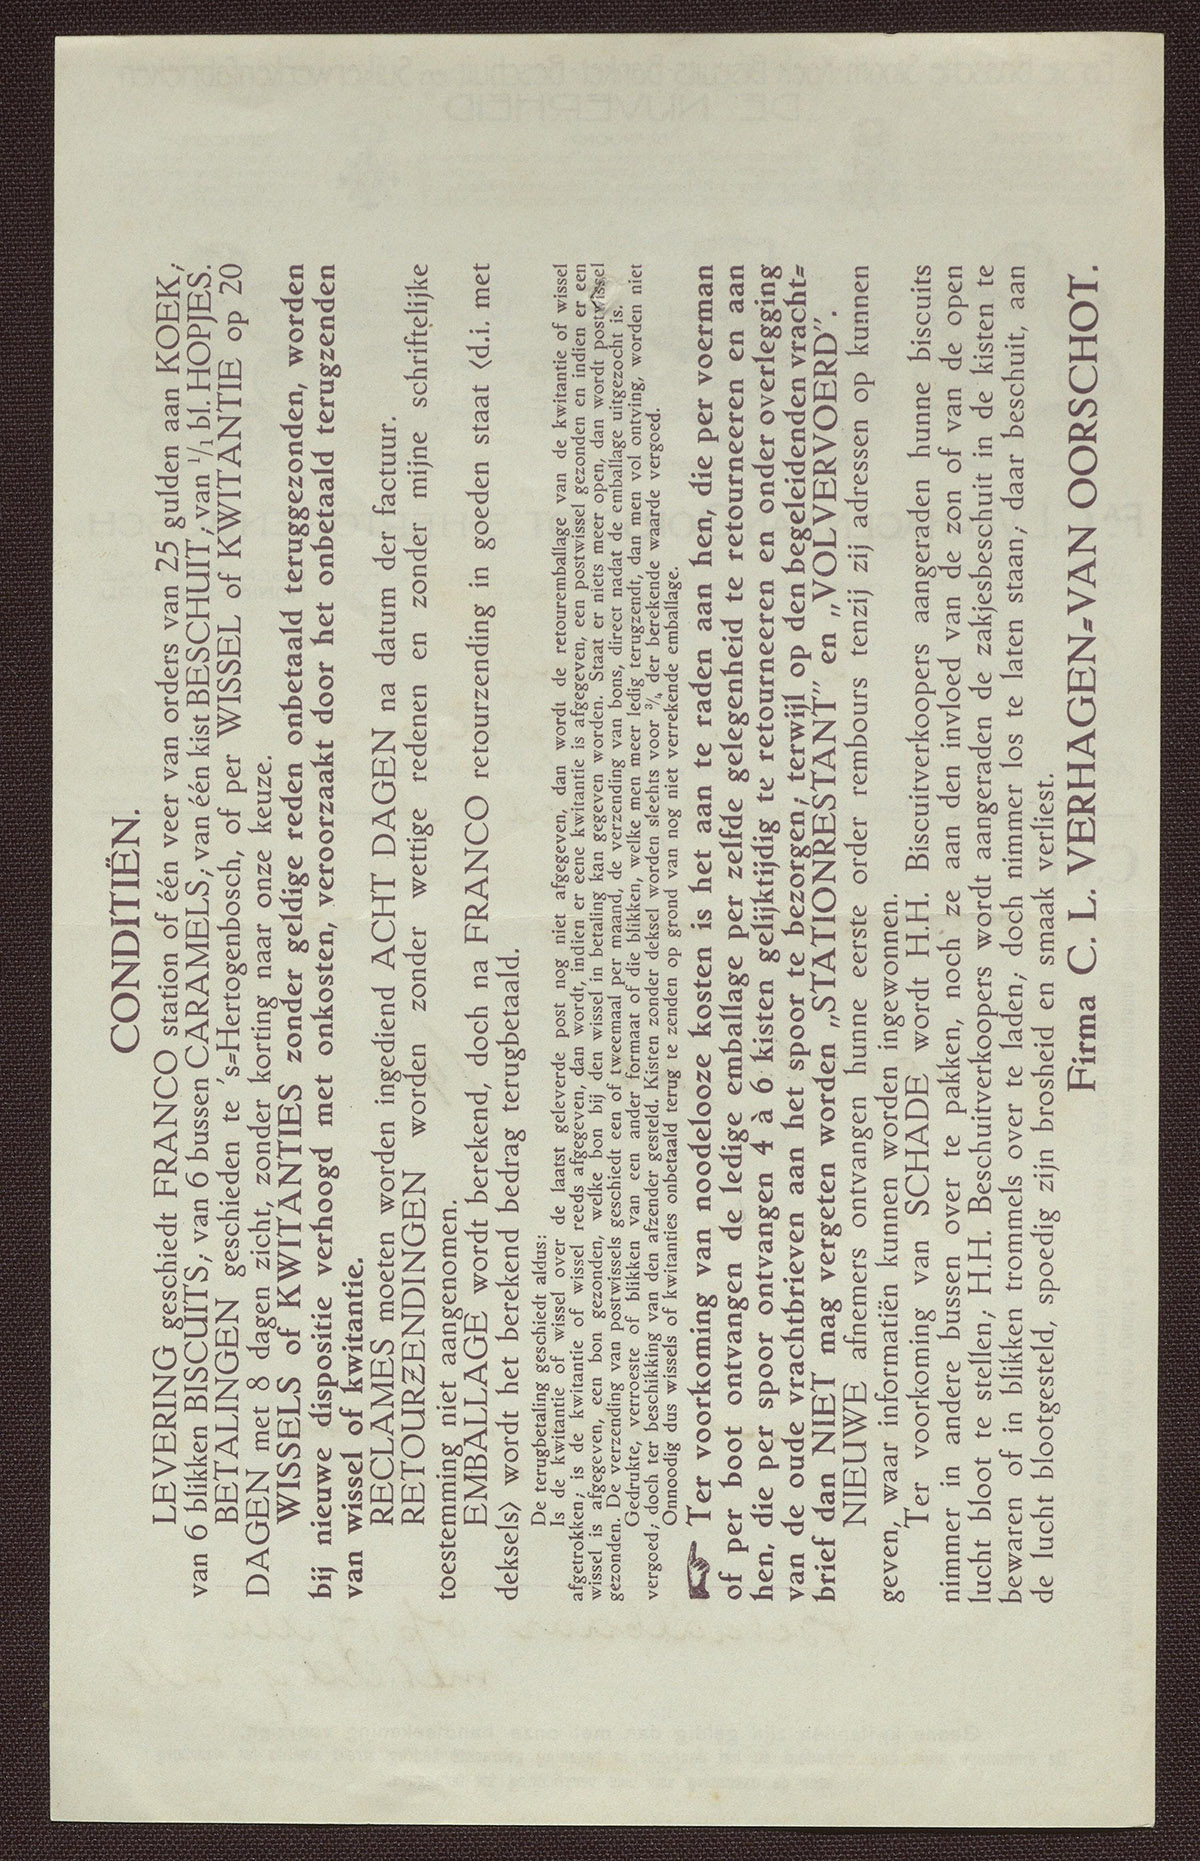 CONDITIËN.
LEVERING geschiedt FRANCO station of één veer van orders van 25 gulden aan KOEK;
van 6 blikken BISCUITS; van 6 bussen CARAMELS; van één kist BESCHUIT; van 1/1 bl. HOPJES.
BETALINGEN geschieden te 's-Hertogenbosch, of per WISSEL of KWITANTIE op 20
DAGEN met 8 dagen zicht, zonder korting naar onze keuze.
WISSELS of KWITANTIES zonder geldige reden onbetaald teruggezonden, worden
bij nieuwe dispositie verhoogd met onkosten, veroorzaakt door het onbetaald terugzenden
van wissel of kwitantie.
RECLAMES moeten worden ingediend ACHT DAGEN na datum der factuur.
RETOURZENDINGEN worden zonder wettige redenen en zonder mijne schriftelijke
toestemming niet aangenomen.
EMBALLAGE wordt berekend, doch na FRANCO retourzending in goeden staat (d.i. met
deksels) wordt het berekend bedrag terugbetaald.
De terugbetaling geschiedt aldus:
Is de kwitantie of wissel over de laatst geleverde post nog niet afgegeven, dan wordt de retouremballage van de kwitantie of wissel
afgetrokken; is de kwitantie of wissel reeds afgegeven, dan wordt, indien er eene kwitantie is afgegeven, een postwissel gezonden en indien er een
wissel is afgegeven, een bon gezonden, welke bon bij den wissel in betaling kan gegeven worden. Staat er niets meer open, dan wordt postwissel
gezonden. De verzending van postwissels geschiedt een of tweemaal per maand, de verzending van bons, direct nadat de emballage uitgezocht is.
Gedrukte, verroeste of blikken van een ander formaat of die blikken, welke men meer ledig terugzendt, dan men vol ontving, worden niet
vergoed; doch ter beschikking van den afzender gesteld. Kisten zonder deksel worden slechts voor 3/4 der berekende waarde vergoed.
Onnoodig dus wissels of kwitanties onbetaald terug te zenden op grond van nog niet verrekende emballage.
☛ Ter voorkoming van noodelooze kosten is het aan te raden aan hen, die per voerman
of per boot ontvangen de ledige emballage per zelfde gelegenheid te retourneeren en aan
hen, die per spoor ontvangen 4 à 6 kisten gelijktijdig te retourneeren en onder overlegging
van de oude vrachtbrieven aan het spoor te bezorgen; terwijl op den begeleidenden vracht-
brief dan NIET mag vergeten worden „STATIONRESTANT" en „VOLVERVOERD".
NIEUWE afnemers ontvangen hunne eerste order rembours tenzij zij adressen op kunnen
geven, waar informatiën kunnen worden ingewonnen.
Ter voorkoming van SCHADE wordt H.H. Biscuitverkoopers aangeraden hunne biscuits
nimmer in andere bussen over te pakken, noch ze aan den invloed van de zon of van de open
lucht bloot te stellen; H.H. Beschuitverkoopers wordt aangeraden de zakjesbeschuit in de kisten te
bewaren of in blikken trommels over te laden; doch nimmer los te laten staan; daar beschuit, aan
de lucht blootgesteld, spoedig zijn brosheid en smaak verliest.
Firma C. L. VERHAGEN-VAN OORSCHOT.